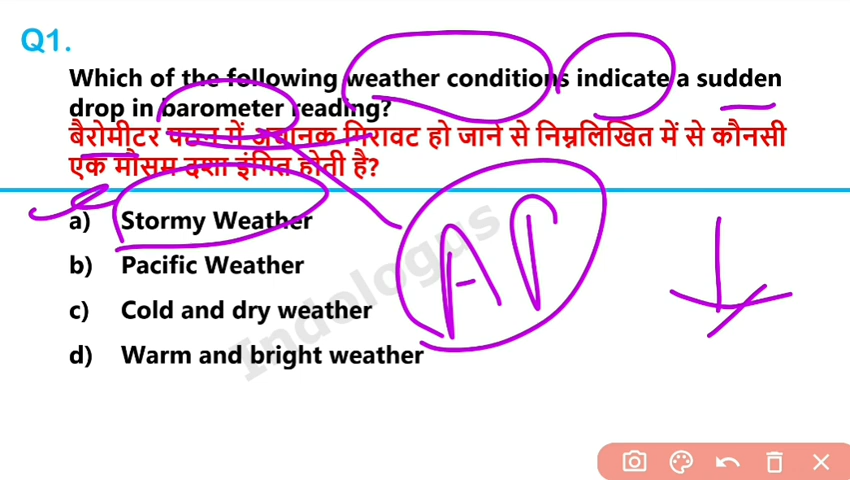 Q1.
Which of the following weather conditions indicate a sudden
drop in barometer reading?
बैरोमीटर पठन में अचानक गिरावट हो जाने से निम्नलिखित में से कौनसी
एक मौसम दशा इंगित होती है?
a) Stormy Weather
b) Pacific Weather
c) Cold and dry weather
d) Warm and bright weather
AP
Indologus